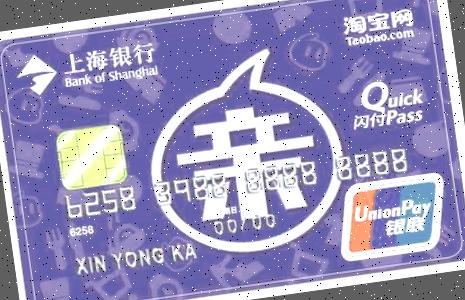 上海银行
Bank of Shanghai
淘宝网
Taobao.com
Quick
闪付Pass
亲
6258 3988 8888 8888
6258
00/00
XIN YONG KA
UnionPay
银联